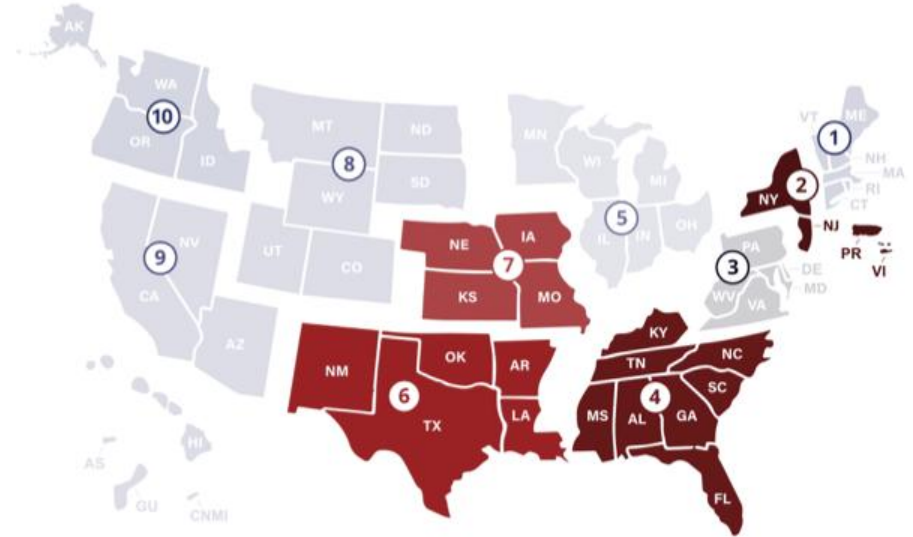 AK
WA
10
OR
ID
MT
ND
8
WY
SD
MN
WI
MI
5
IL
IN
OH
VT
ME
1
NH
MA
RI
CT
2
NY
NJ
PR
VI
PA
3
DE
MD
WV
VA
NV
9
CA
UT
CO
AZ
NE
IA
7
KS
MO
NM
OK
AR
6
TX
LA
KY
TN
NC
SC
4
MS
AL
GA
FL
HI
AS
GU
CNMI